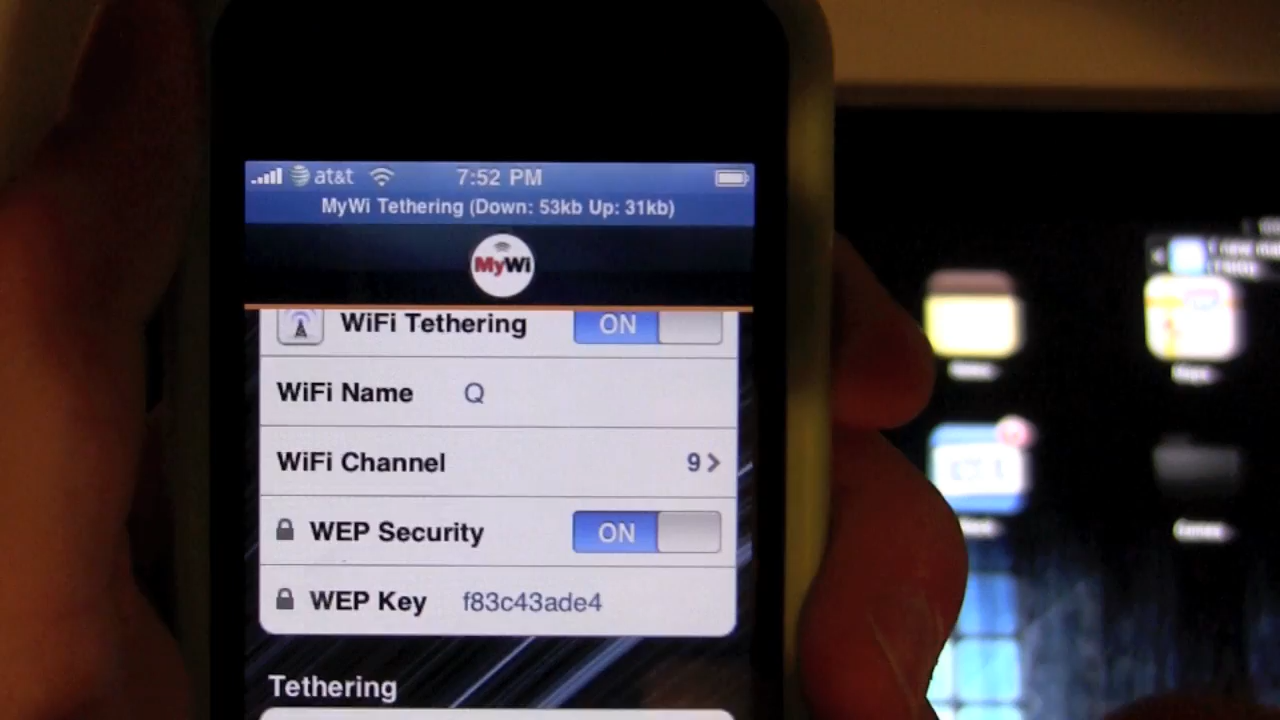 at&t 7:52 PM
MyWi Tethering (Down: 53kb Up: 31kb)
MyWi
WiFi Tethering ON
WiFi Name Q
WiFi Channel 9
WEP Security ON
WEP Key f83c43ade4
Tethering